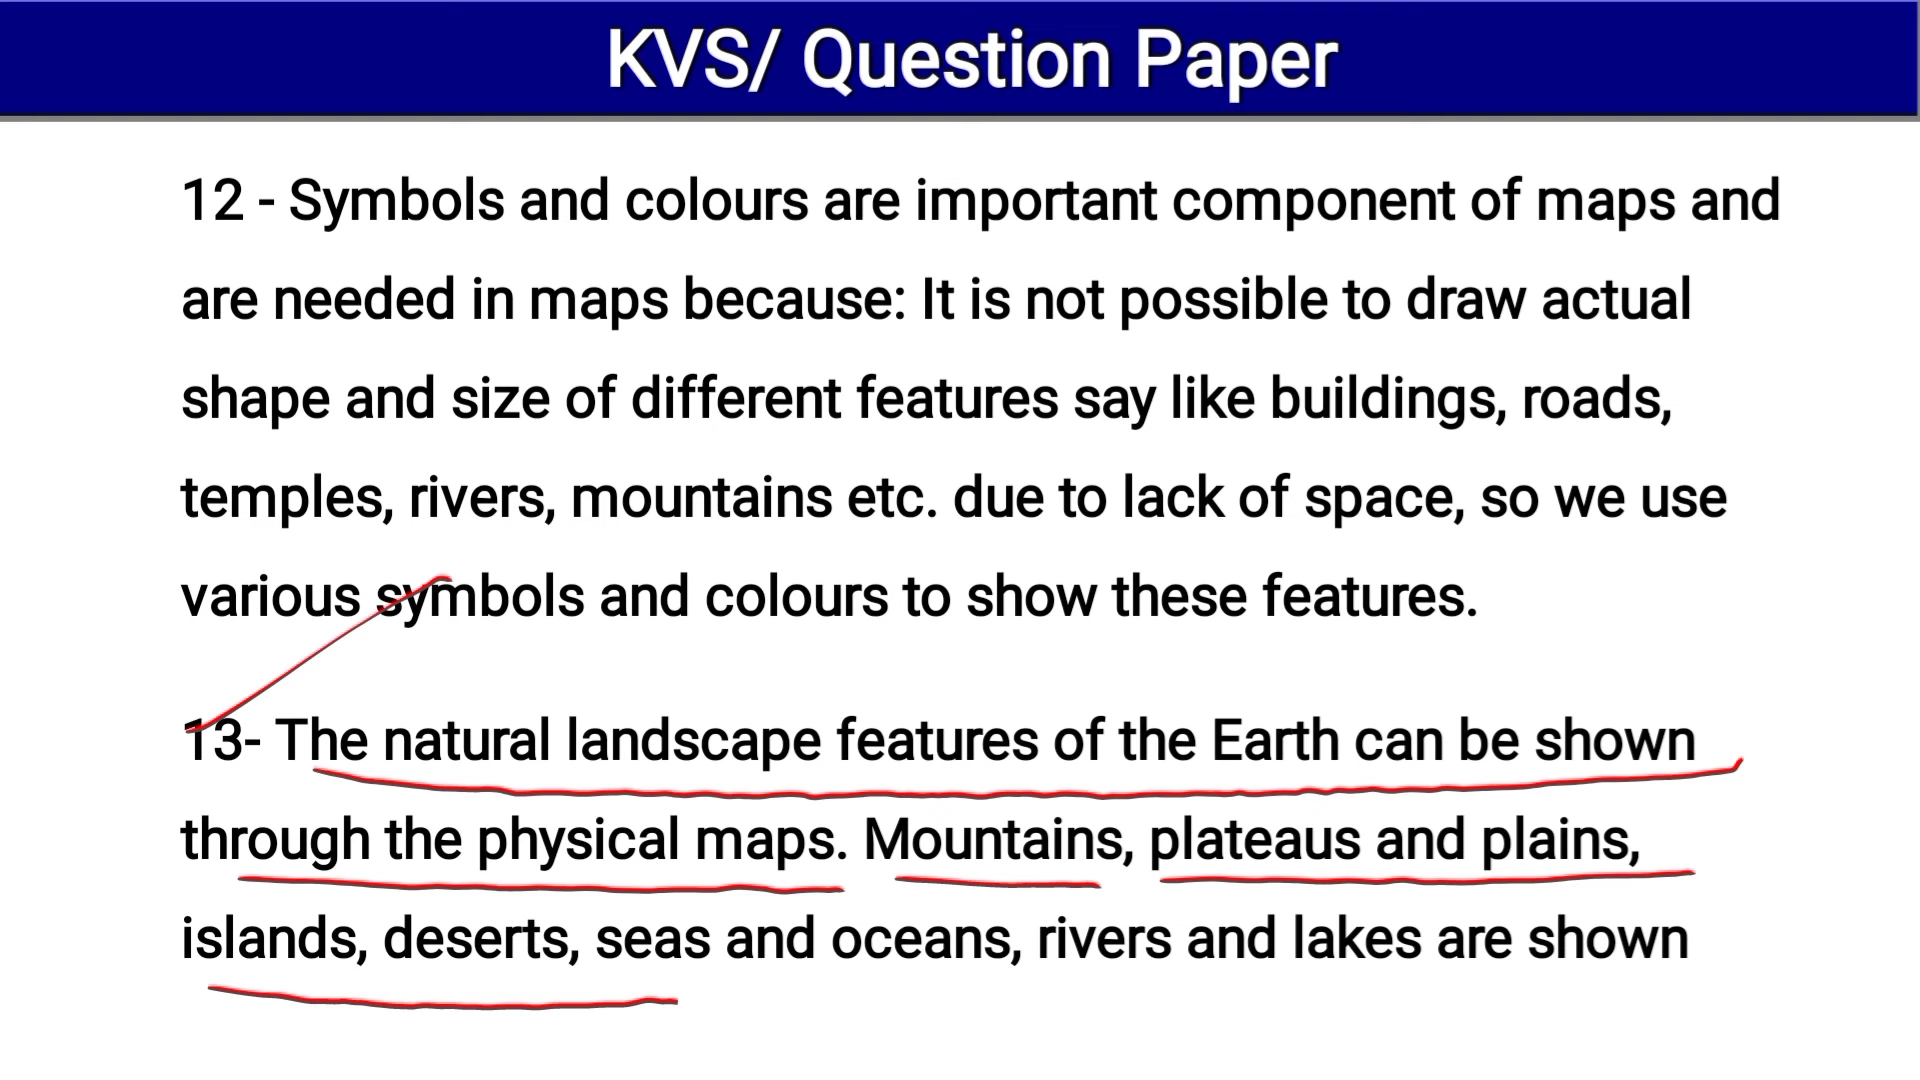 KVS/ Question Paper
12 - Symbols and colours are important component of maps and
are needed in maps because: It is not possible to draw actual
shape and size of different features say like buildings, roads,
temples, rivers, mountains etc. due to lack of space, so we use
various symbols and colours to show these features.
13- The natural landscape features of the Earth can be shown
through the physical maps. Mountains, plateaus and plains,
islands, deserts, seas and oceans, rivers and lakes are shown